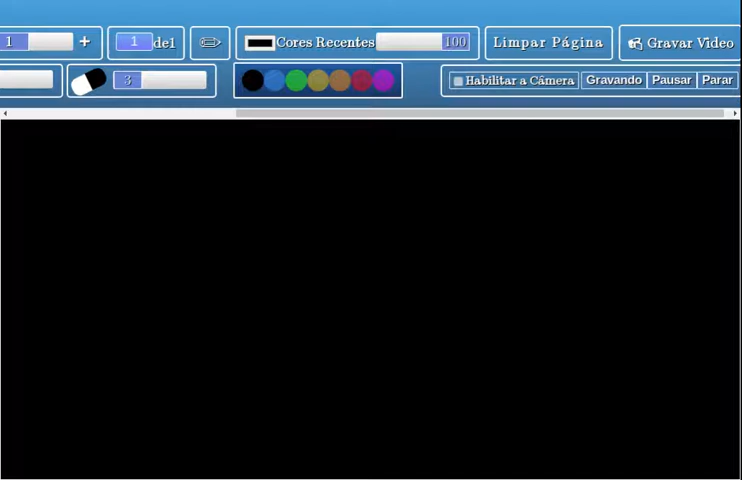 1 + 1 de1 Cores Recentes 100 Limpar Página Gravar Video
3 Habilitar a Câmera Gravando Pausar Parar